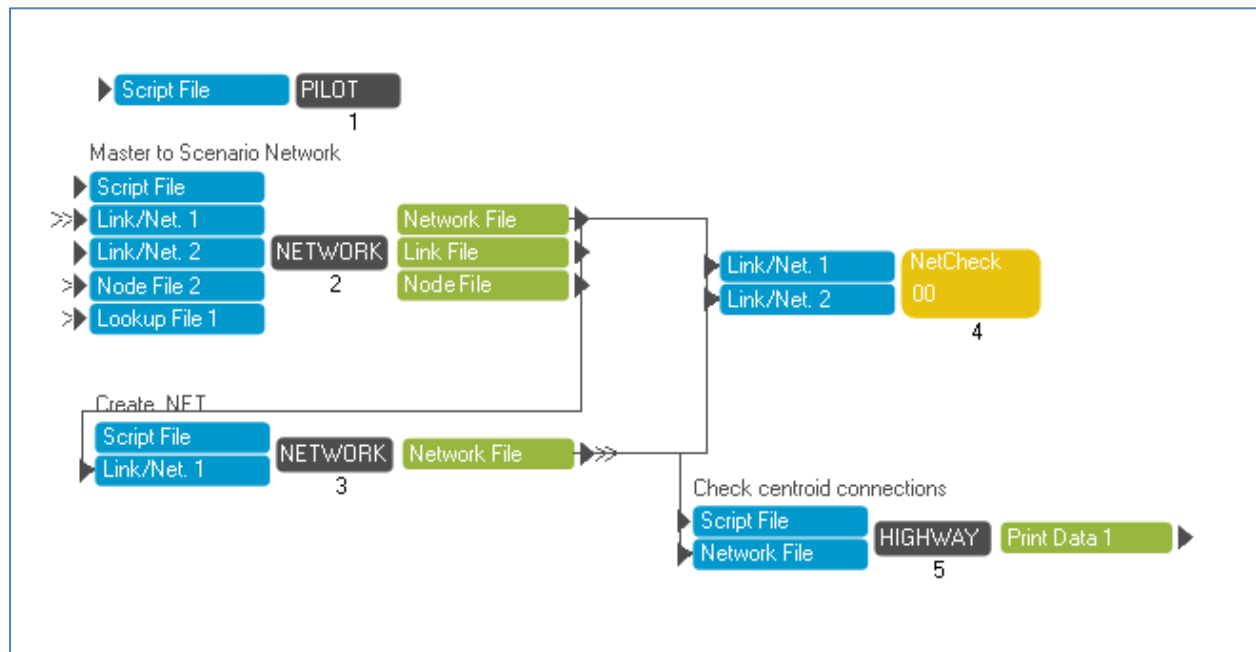 Script File PILOT
1
Master to Scenario Network
Script File
Link/Net. 1 Network File
Link/Net. 2 NETWORK Link File
Node File 2 2 Node File
Lookup File 1
Link/Net. 1 NetCheck
Link/Net. 2 00
4
Create .NET
Script File
Link/Net. 1 NETWORK Network File
3
Check centroid connections
Script File
Network File HIGHWAY Print Data 1
5